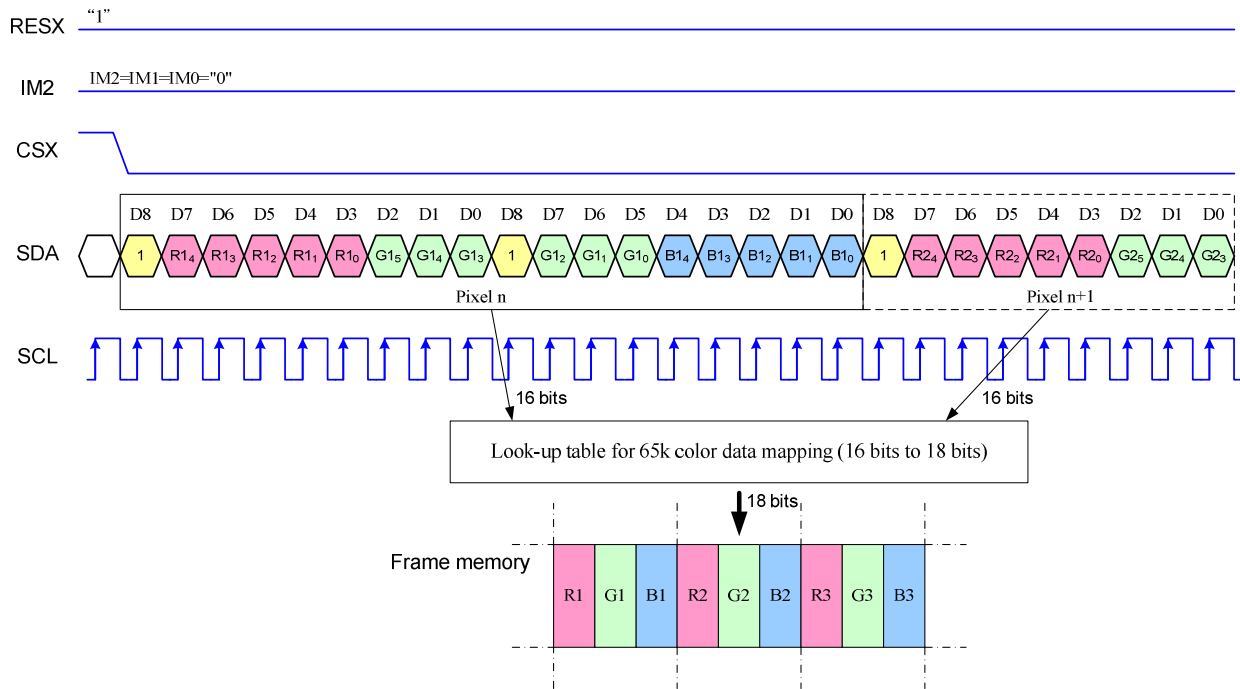 RESX “1”
IM2 IM2=IM1=IM0="0"
CSX
D8 D7 D6 D5 D4 D3 D2 D1 D0 D8 D7 D6 D5 D4 D3 D2 D1 D0 D8 D7 D6 D5 D4 D3 D2 D1 D0
SDA 1 R1₄ R1₃ R1₂ R1₁ R1₀ G1₅ G1₄ G1₃ 1 G1₂ G1₁ G1₀ B1₄ B1₃ B1₂ B1₁ B1₀ 1 R2₄ R2₃ R2₂ R2₁ R2₀ G2₅ G2₄ G2₃
Pixel n Pixel n+1
SCL
16 bits 16 bits
Look-up table for 65k color data mapping (16 bits to 18 bits)
18 bits
Frame memory
R1 G1 B1 R2 G2 B2 R3 G3 B3